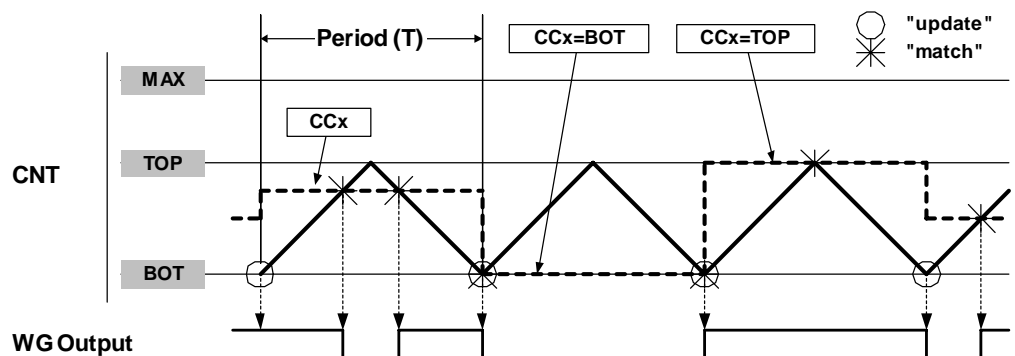 Period (T)
CCx=BOT
CCx=TOP
"update"
"match"
MAX
CCx
TOP
CNT
BOT
WG Output